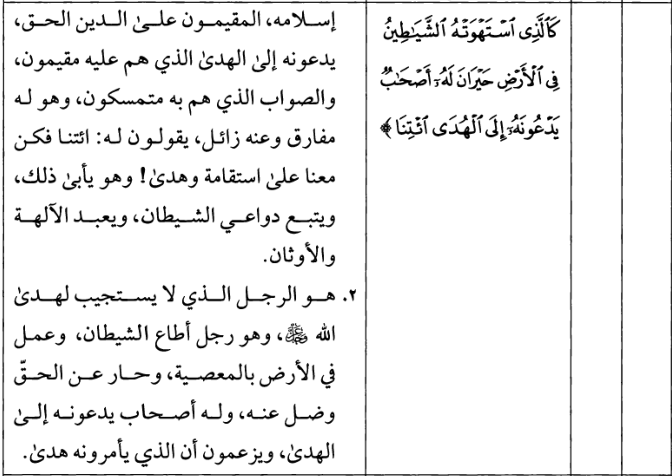 كَٱلَّذِى ٱسْتَهْوَتْهُ ٱلشَّيَٰطِينُ
فِى ٱلْأَرْضِ حَيْرَانَ لَهُۥٓ أَصْحَٰبٌ
يَدْعُونَهُۥٓ إِلَى ٱلْهُدَى ٱئْتِنَا ﴾
إسلامه، المقيمون علىٰ الدين الحق،
يدعونه إلىٰ الهدىٰ الذي هم عليه مقيمون،
والصواب الذي هم به متمسكون، وهو له
مفارق وعنه زائل، يقولون له: ائتنا فكن
معنا علىٰ استقامة وهدىٰ! وهو يأبىٰ ذلك،
ويتبع دواعي الشيطان، ويعبد الآلهة
والأوثان.
٢. هو الرجل الذي لا يستجيب لهدىٰ
الله ﷻ، وهو رجل أطاع الشيطان، وعمل
في الأرض بالمعصية، وحار عن الحقّ
وضل عنه، وله أصحاب يدعونه إلىٰ
الهدىٰ، ويزعمون أن الذي يأمرونه هدىٰ.